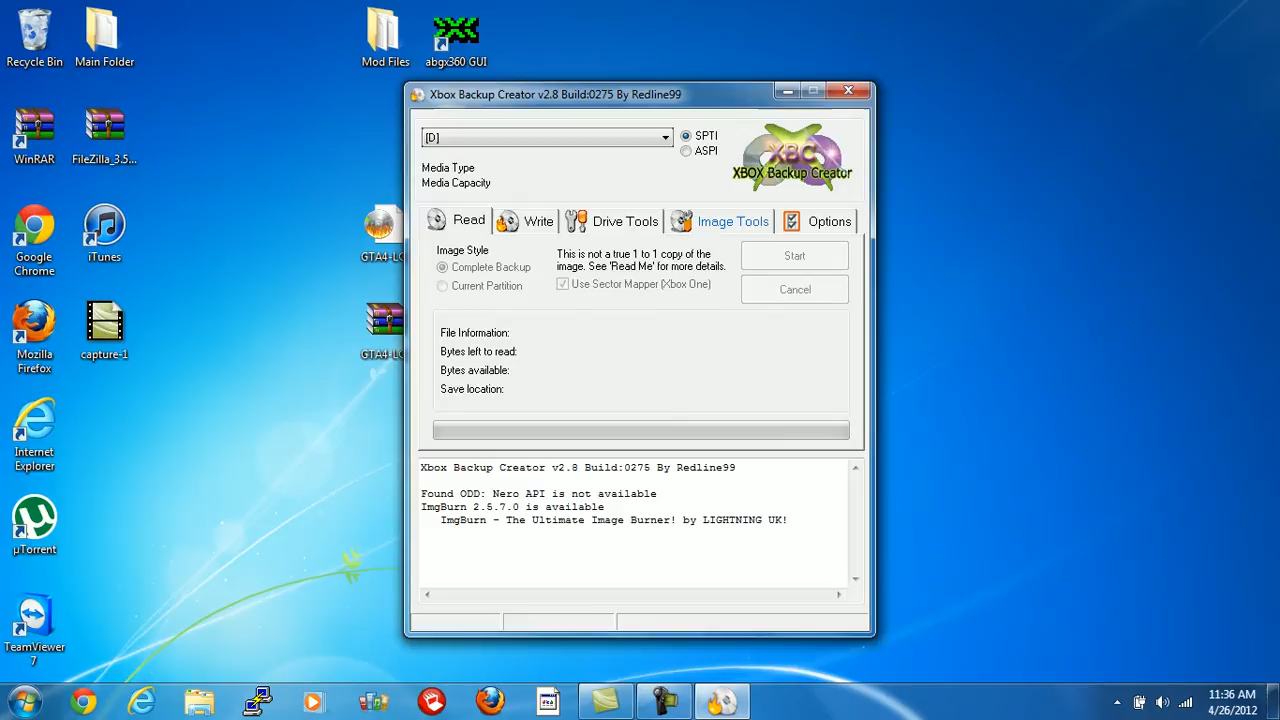 Recycle Bin
Main Folder
Mod Files
abgx360 GUI
WinRAR
FileZilla_3.5...
Google
Chrome
iTunes
GTA4-LC
Mozilla
Firefox
capture-1
GTA4-LC
Internet
Explorer
µTorrent
TeamViewer
7
Xbox Backup Creator v2.8 Build:0275 By Redline99
[D]
SPTI
ASPI
XBC
XBOX Backup Creator
Media Type
Media Capacity
Read
Write
Drive Tools
Image Tools
Options
Image Style
Complete Backup
Current Partition
This is not a true 1 to 1 copy of the
image. See 'Read Me' for more details.
Use Sector Mapper (Xbox One)
Start
Cancel
File Information:
Bytes left to read:
Bytes available:
Save location:
Xbox Backup Creator v2.8 Build:0275 By Redline99
Found ODD: Nero API is not available
ImgBurn 2.5.7.0 is available
ImgBurn - The Ultimate Image Burner! by LIGHTNING UK!
11:36 AM
4/26/2012